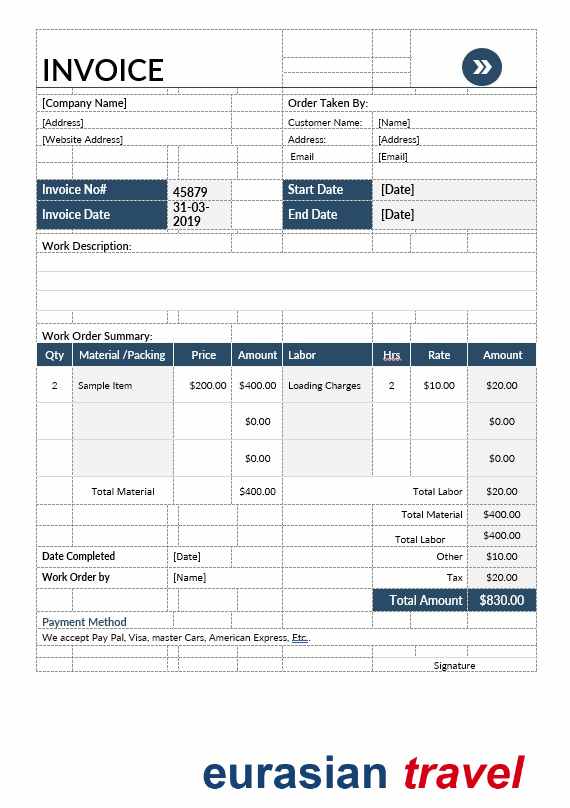 INVOICE
[Company Name] Order Taken By:
[Address] Customer Name: [Name]
[Website Address] Address: [Address]
Email [Email]
Invoice No# 45879 Start Date [Date]
Invoice Date 31-03-2019 End Date [Date]
Work Description:
Work Order Summary:
Qty Material /Packing Price Amount Labor Hrs Rate Amount
2 Sample Item $200.00 $400.00 Loading Charges 2 $10.00 $20.00
$0.00 $0.00
$0.00 $0.00
Total Material $400.00 Total Labor $20.00
Total Material $400.00
Total Labor $400.00
Date Completed [Date] Other $10.00
Work Order by [Name] Tax $20.00
Total Amount $830.00
Payment Method
We accept Pay Pal, Visa, master Cars, American Express, Etc..
Signature
eurasian travel